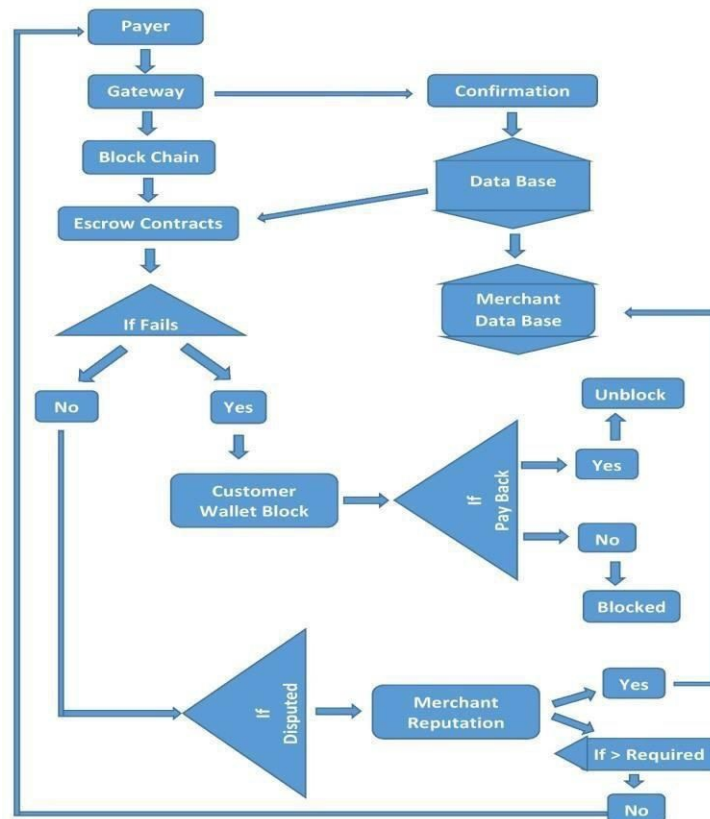 Payer
Gateway
Confirmation
Block Chain
Data Base
Escrow Contracts
Merchant
Data Base
If Fails
No
Yes
Unblock
Customer
Wallet Block
If
Pay Back
Yes
No
Blocked
If
Disputed
Merchant
Reputation
Yes
If > Required
No